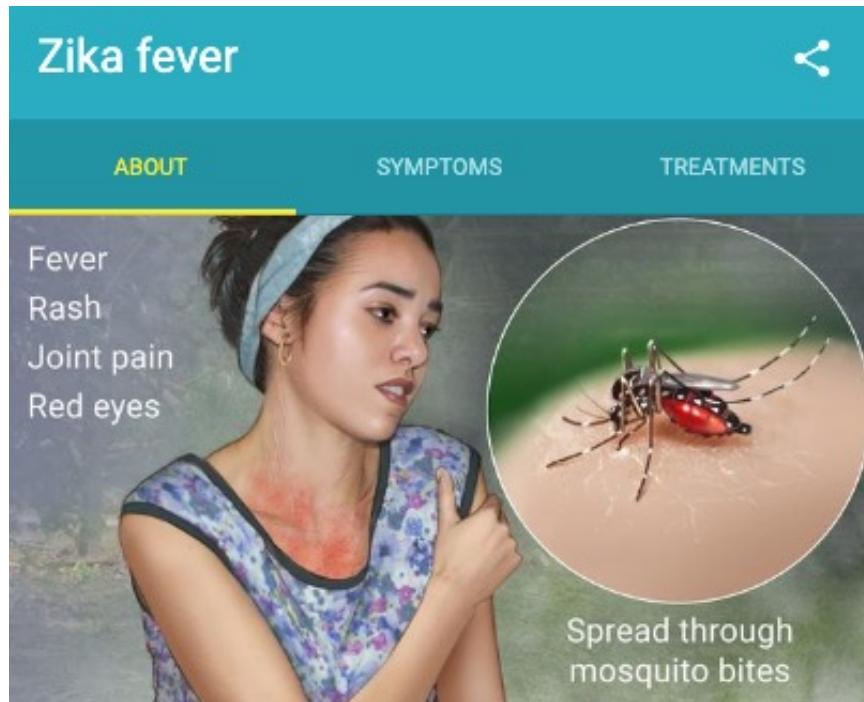 Zika fever
ABOUT
SYMPTOMS
TREATMENTS
Fever
Rash
Joint pain
Red eyes
Spread through
mosquito bites